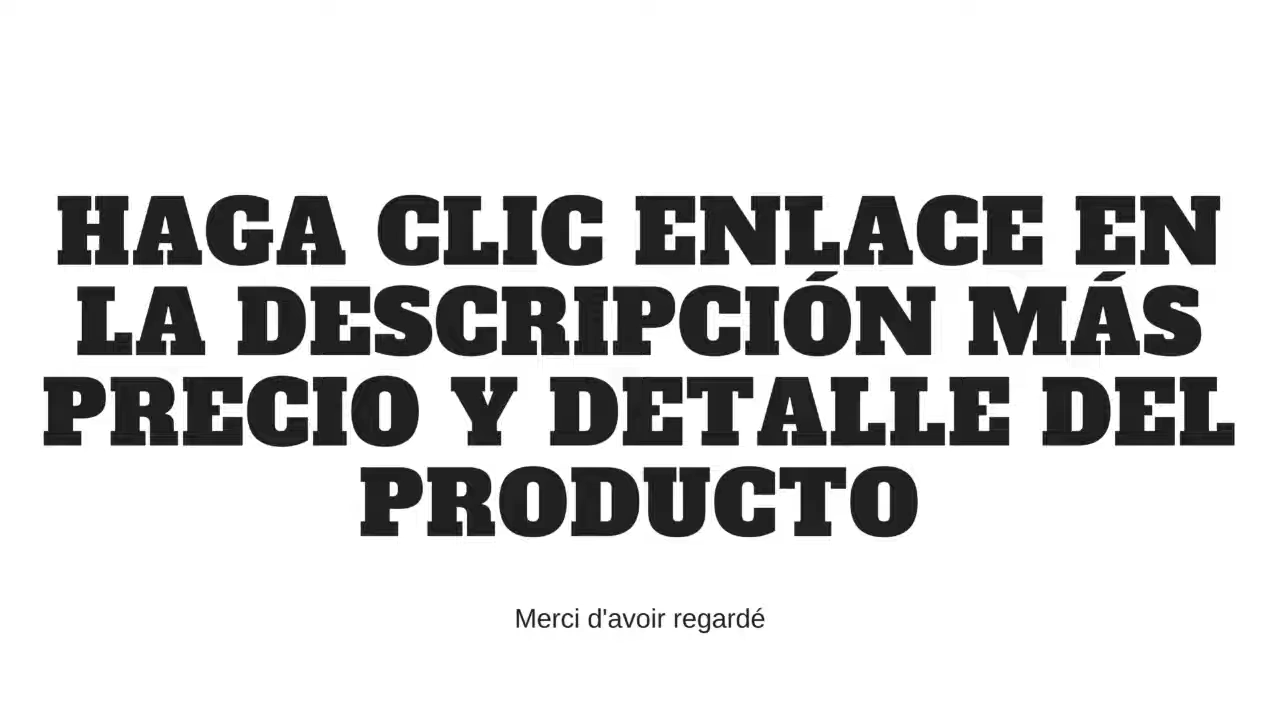 HAGA CLIC ENLACE EN
LA DESCRIPCIÓN MÁS
PRECIO Y DETALLE DEL
PRODUCTO
Merci d'avoir regardé